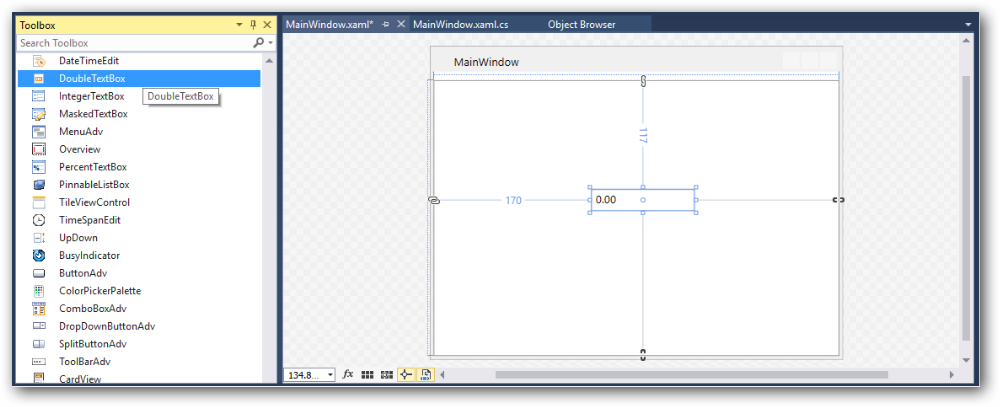 Toolbox
Search Toolbox
DateTimeEdit
DoubleTextBox
IntegerTextBox
DoubleTextBox
MaskedTextBox
MenuAdv
Overview
PercentTextBox
PinnableListBox
TileViewControl
TimeSpanEdit
UpDown
BusyIndicator
ButtonAdv
ColorPickerPalette
ComboBoxAdv
DropDownButtonAdv
SplitButtonAdv
ToolBarAdv
CardView
MainWindow.xaml* MainWindow.xaml.cs Object Browser
MainWindow
117
170
0.00
134.8... fx